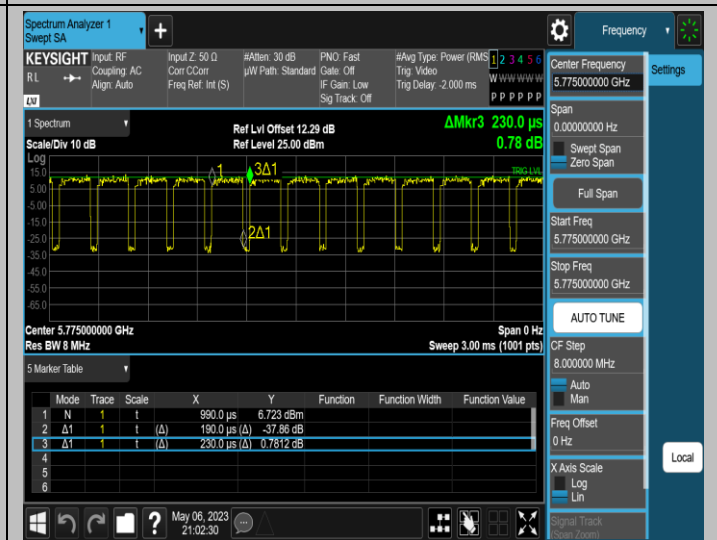 Spectrum Analyzer 1
Swept SA
Frequency
KEYSIGHT
Input: RF
Coupling: AC
Align: Auto
Input Z: 50 Ω
Corr CCorr
Freq Ref: Int (S)
#Atten: 30 dB
µW Path: Standard
PNO: Fast
Gate: Off
IF Gain: Low
Sig Track: Off
#Avg Type: Power (RMS
Trig: Video
Trig Delay: -2.000 ms
1 2 3 4 5 6
W W W W W W
P P P P P P
R L
LXI
Center Frequency
5.775000000 GHz
Settings
Span
0.00000000 Hz
Swept Span
Zero Span
Full Span
Start Freq
5.775000000 GHz
Stop Freq
5.775000000 GHz
AUTO TUNE
CF Step
8.000000 MHz
Auto
Man
Freq Offset
0 Hz
X Axis Scale
Log
Lin
Signal Track
(Span Zoom)
Local
1 Spectrum
Scale/Div 10 dB
Ref Lvl Offset 12.29 dB
Ref Level 25.00 dBm
ΔMkr3 230.0 µs
0.78 dB
Log
15.0
5.00
-5.00
-15.0
-25.0
-35.0
-45.0
-55.0
-65.0
1
3Δ1
2Δ1
TRIG LVL
Center 5.775000000 GHz
Res BW 8 MHz
Span 0 Hz
Sweep 3.00 ms (1001 pts)
5 Marker Table
Mode Trace Scale X Y Function Function Width Function Value
1 N 1 t 990.0 µs 6.723 dBm
2 Δ1 1 t (Δ) 190.0 µs (Δ) -37.86 dB
3 Δ1 1 t (Δ) 230.0 µs (Δ) 0.7812 dB
4
5
6
May 06, 2023
21:02:30